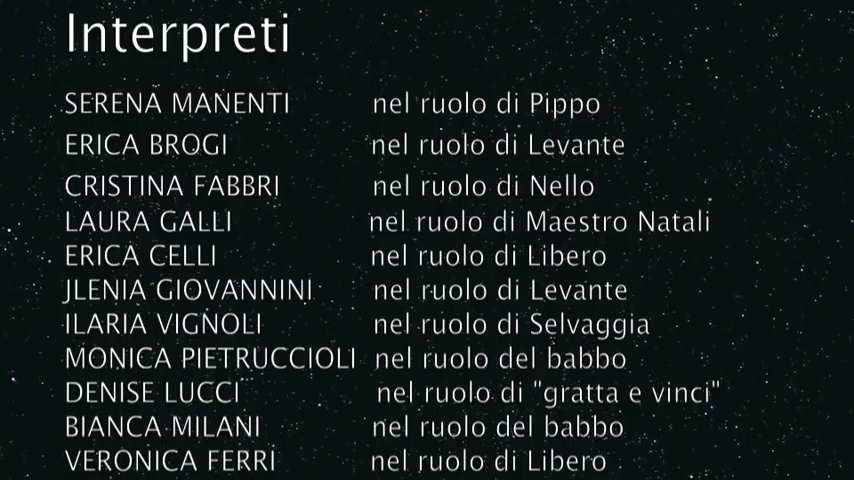 Interpreti
SERENA MANENTI nel ruolo di Pippo
ERICA BROGI nel ruolo di Levante
CRISTINA FABBRI nel ruolo di Nello
LAURA GALLI nel ruolo di Maestro Natali
ERICA CELLI nel ruolo di Libero
JLENIA GIOVANNINI nel ruolo di Levante
ILARIA VIGNOLI nel ruolo di Selvaggia
MONICA PIETRUCCIOLI nel ruolo del babbo
DENISE LUCCI nel ruolo di "gratta e vinci"
BIANCA MILANI nel ruolo del babbo
VERONICA FERRI nel ruolo di Libero